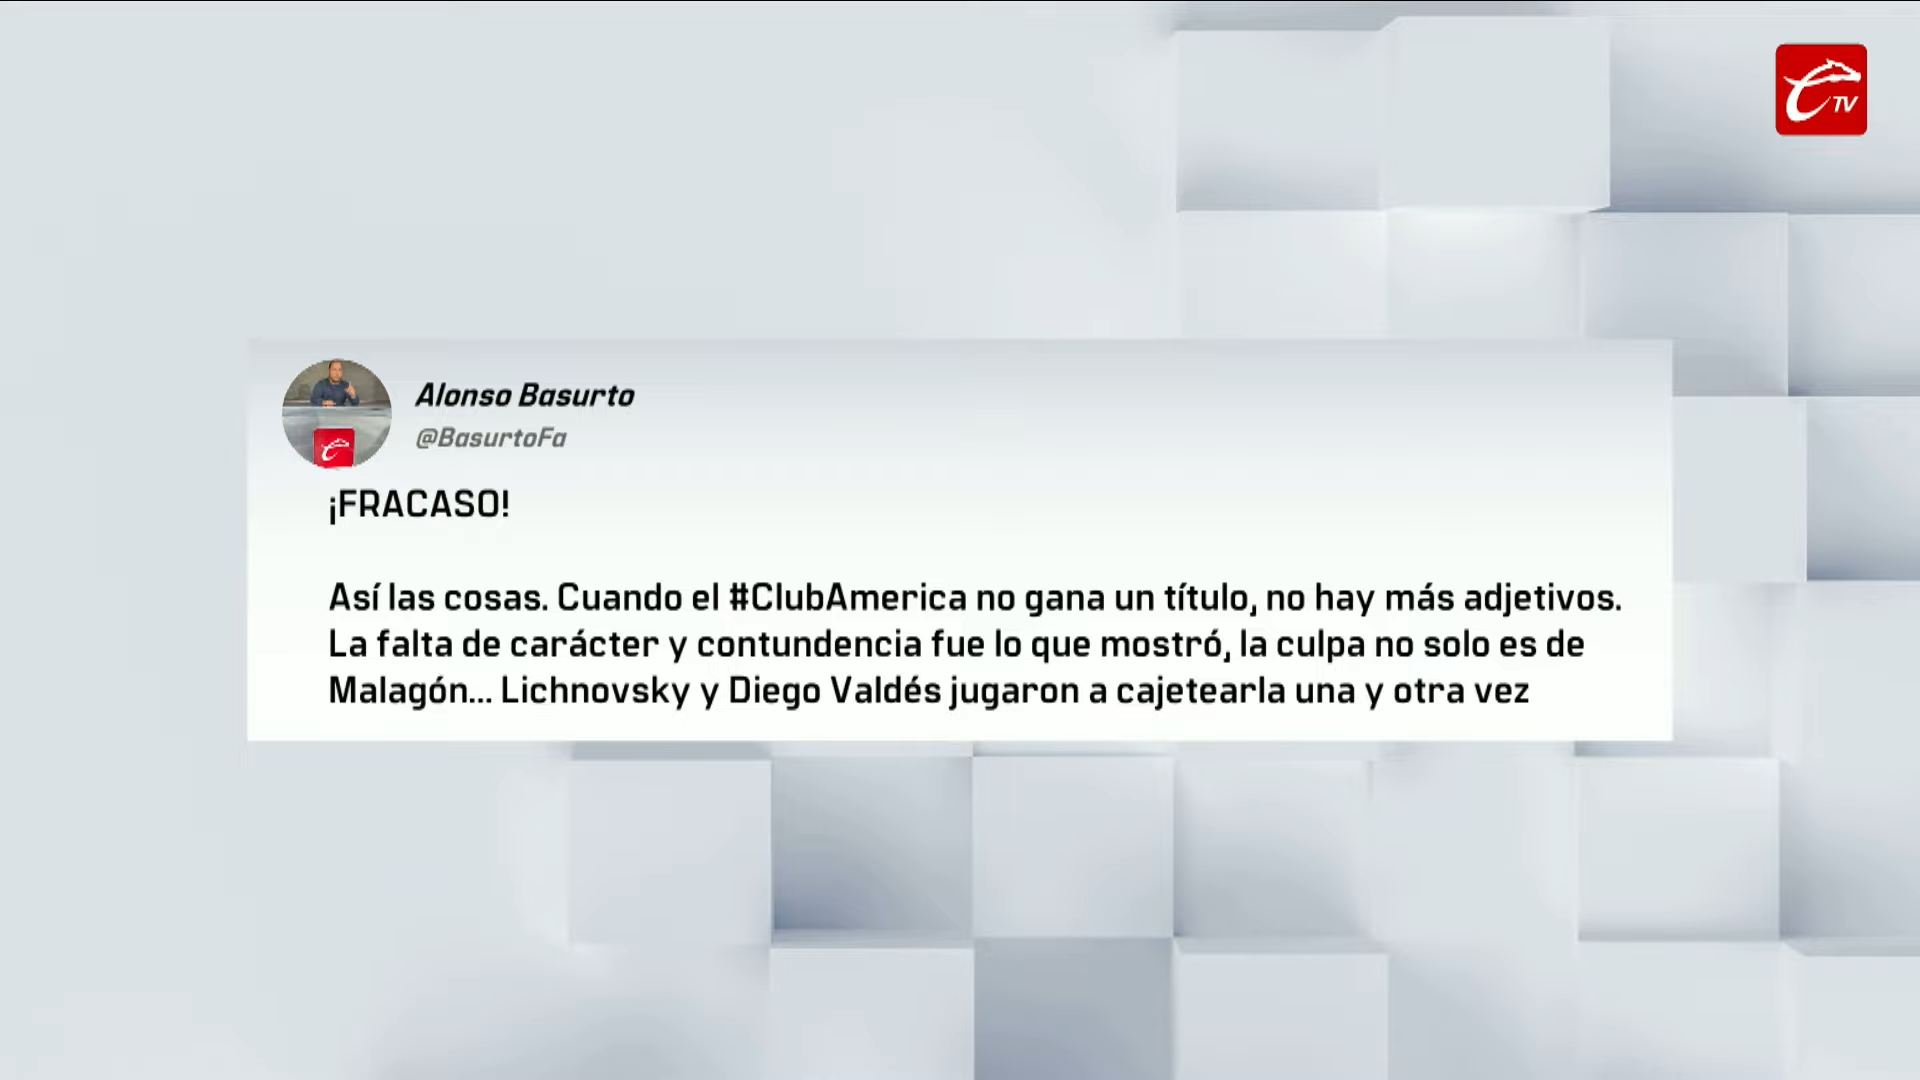 TV
Alonso Basurto
@BasurtoFa
¡FRACASO!
Así las cosas. Cuando el #ClubAmerica no gana un título, no hay más adjetivos.
La falta de carácter y contundencia fue lo que mostró, la culpa no solo es de
Malagón... Lichnovsky y Diego Valdés jugaron a cajetearla una y otra vez